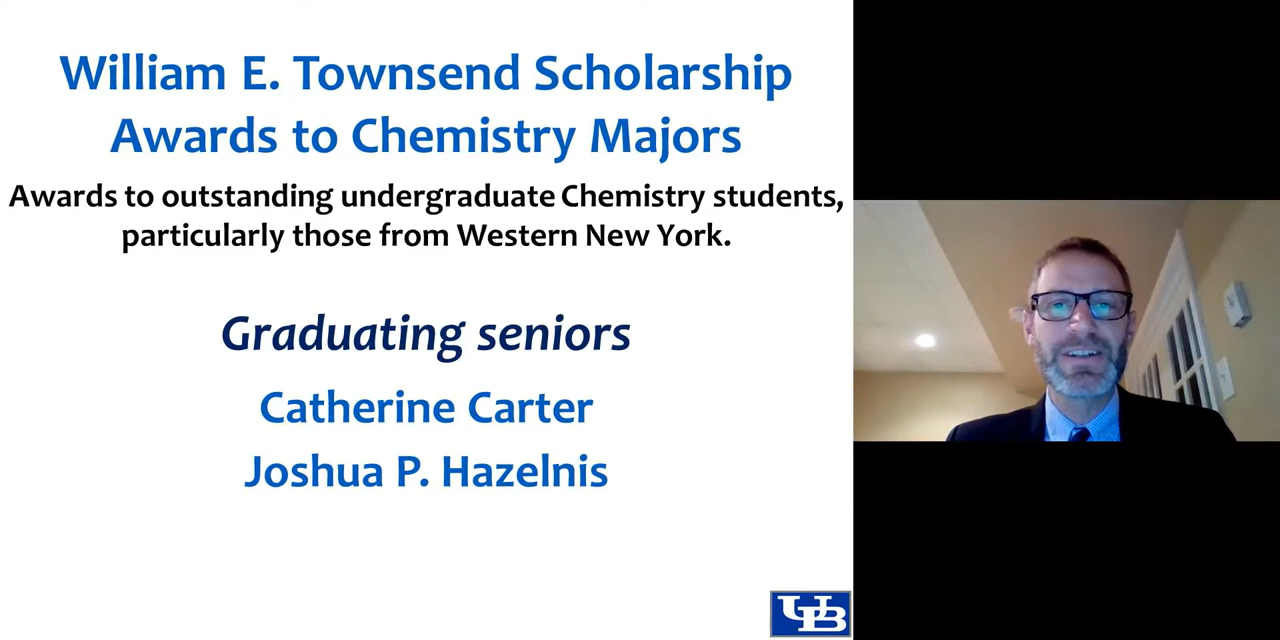 William E. Townsend Scholarship
Awards to Chemistry Majors
Awards to outstanding undergraduate Chemistry students,
particularly those from Western New York.
Graduating seniors
Catherine Carter
Joshua P. Hazelnis
UB